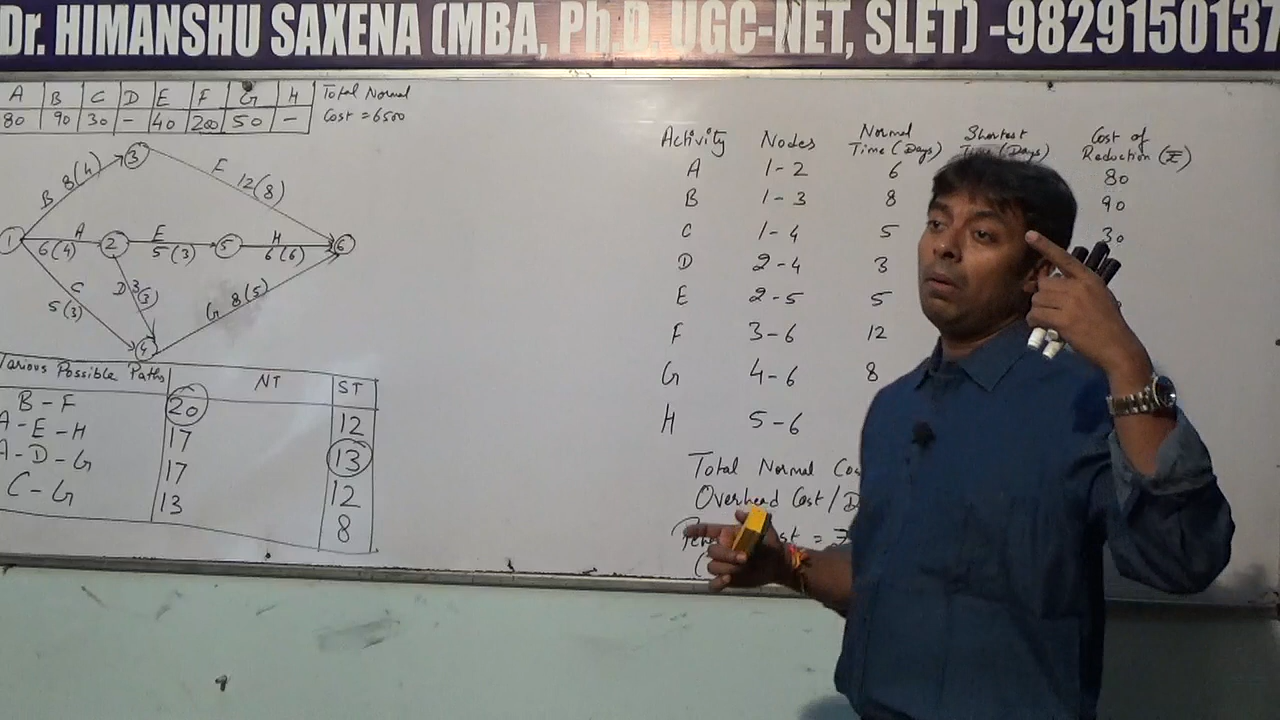 Dr. HIMANSHU SAXENA (MBA, Ph.D. UGC-NET, SLET) -9829150137
A B C D E F G H
80 90 30 - 40 200 50 -
Total Normal
Cost = 6500
3
B 8(4)
F 12(8)
1
A
6(4)
2
E
5(3)
5
H
6(6)
6
C
5(3)
D 3(3)
G 8(5)
4
Various Possible Paths NT ST
B - F 20 12
A - E - H 17 13
A - D - G 17 12
C - G 13 8
Activity Nodes Normal Time (Days) Shortest Time (Days) Cost of Reduction (₹)
A 1-2 6 80
B 1-3 8 90
C 1-4 5 30
D 2-4 3
E 2-5 5
F 3-6 12
G 4-6 8
H 5-6
Total Normal
Overhead Cost/
= ₹